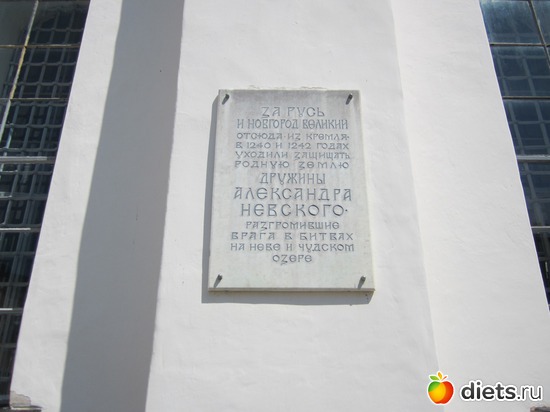 ЗА РУСЬ
И НОВГОРОД ВЕЛИКИЙ
ОТСЮДА·ИЗ КРЕМЛЯ·
В 1240 И 1242 ГОДАХ
УХОДИЛИ ЗАЩИЩАТЬ
РОДНУЮ ЗЕМЛЮ
ДРУЖИНЫ
АЛЕКСАНДРА
НЕВСКОГО·
РАЗГРОМИВШИЕ
ВРАГА В БИТВАХ
НА НЕВЕ И ЧУДСКОМ
ОЗЕРЕ
diets.ru